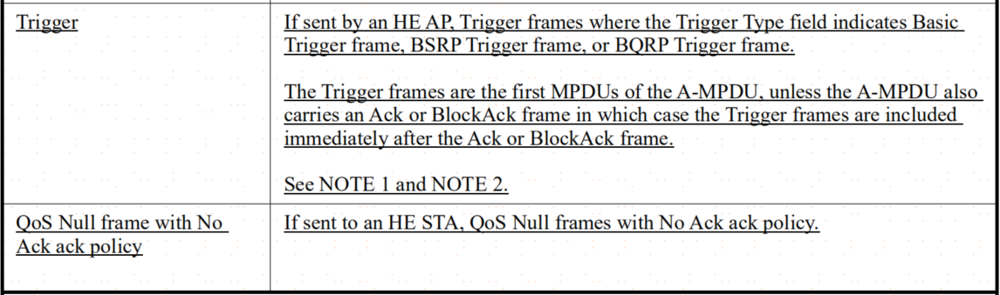 Trigger
If sent by an HE AP, Trigger frames where the Trigger Type field indicates Basic
Trigger frame, BSRP Trigger frame, or BQRP Trigger frame.
The Trigger frames are the first MPDUs of the A-MPDU, unless the A-MPDU also
carries an Ack or BlockAck frame in which case the Trigger frames are included
immediately after the Ack or BlockAck frame.
See NOTE 1 and NOTE 2.
QoS Null frame with No
Ack ack policy
If sent to an HE STA, QoS Null frames with No Ack ack policy.